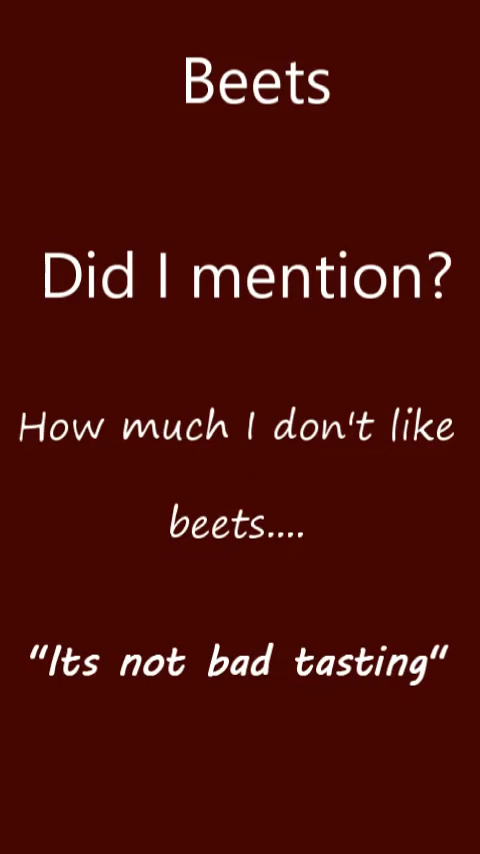 Beets
Did I mention?
How much I don't like
beets....
“Its not bad tasting“